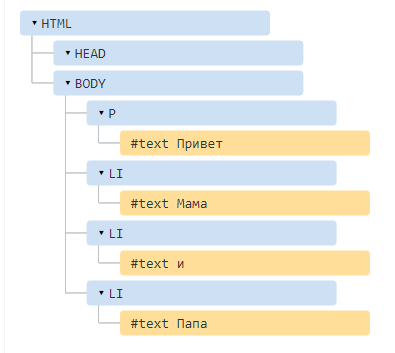 HTML
HEAD
BODY
P
#text Привет
LI
#text Мама
LI
#text и
LI
#text Папа